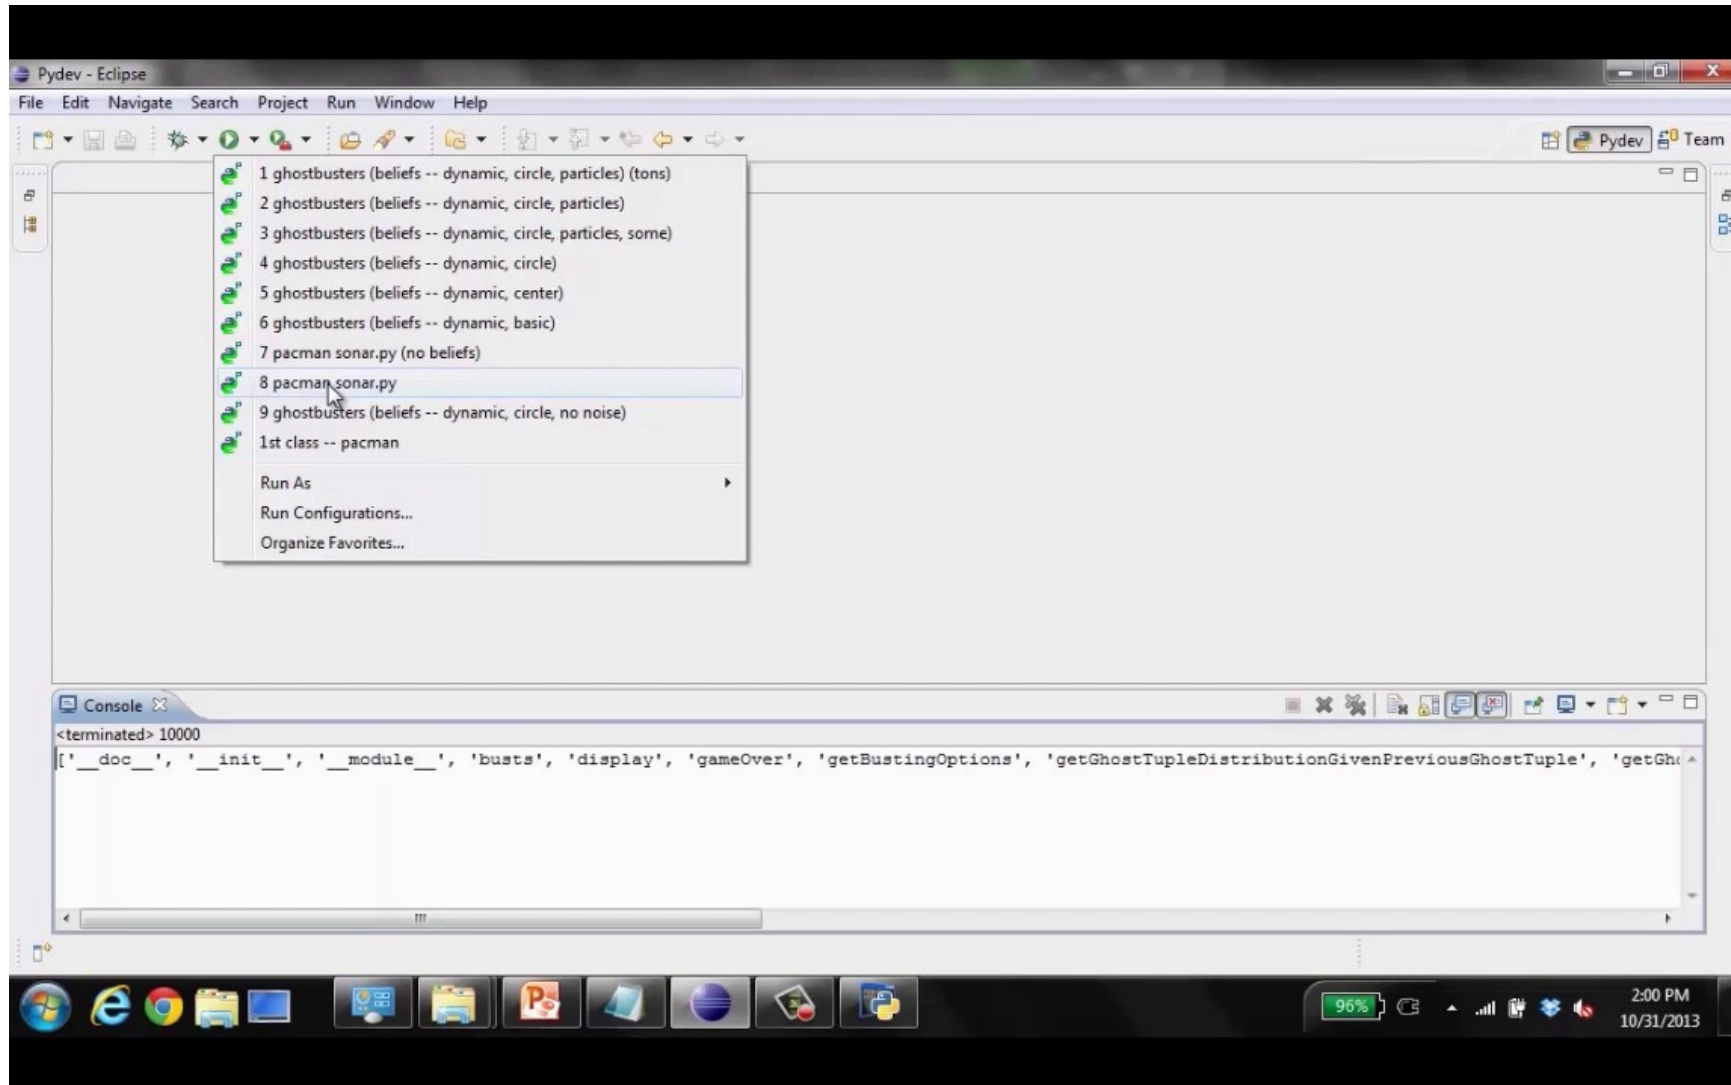 Pydev - Eclipse
File Edit Navigate Search Project Run Window Help
Pydev Team
1 ghostbusters (beliefs -- dynamic, circle, particles) (tons)
2 ghostbusters (beliefs -- dynamic, circle, particles)
3 ghostbusters (beliefs -- dynamic, circle, particles, some)
4 ghostbusters (beliefs -- dynamic, circle)
5 ghostbusters (beliefs -- dynamic, center)
6 ghostbusters (beliefs -- dynamic, basic)
7 pacman sonar.py (no beliefs)
8 pacman sonar.py
9 ghostbusters (beliefs -- dynamic, circle, no noise)
1st class -- pacman
Run As
Run Configurations...
Organize Favorites...
Console
<terminated> 10000
['__doc__', '__init__', '__module__', 'busts', 'display', 'gameOver', 'getBustingOptions', 'getGhostTupleDistributionGivenPreviousGhostTuple', 'getGh
96%
2:00 PM
10/31/2013